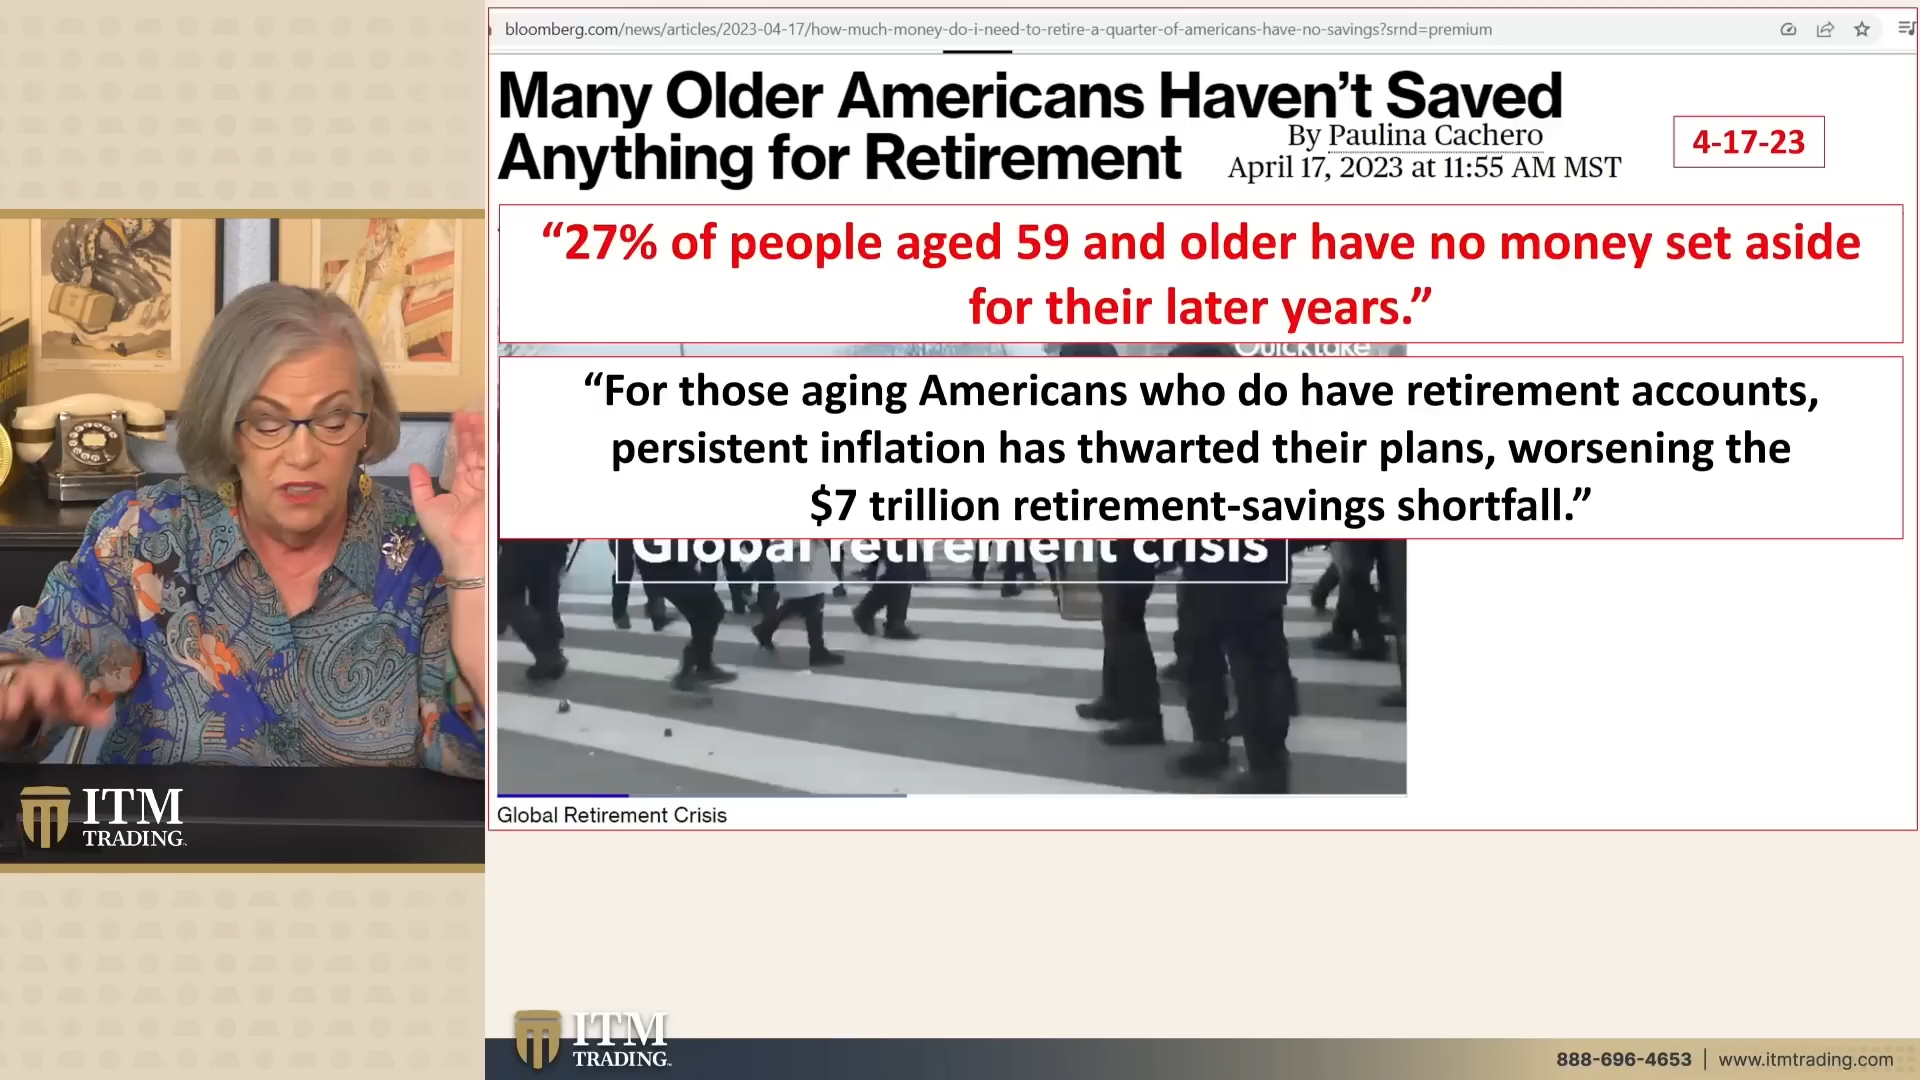 bloomberg.com/news/articles/2023-04-17/how-much-money-do-i-need-to-retire-a-quarter-of-americans-have-no-savings?srnd=premium
Many Older Americans Haven’t Saved
Anything for Retirement
By Paulina Cachero
April 17, 2023 at 11:55 AM MST
4-17-23
“27% of people aged 59 and older have no money set aside
for their later years.”
Quicktake
“For those aging Americans who do have retirement accounts,
persistent inflation has thwarted their plans, worsening the
$7 trillion retirement-savings shortfall.”
Global retirement crisis
Global Retirement Crisis
ITM
TRADING
ITM
TRADING
888-696-4653 | www.itmtrading.com